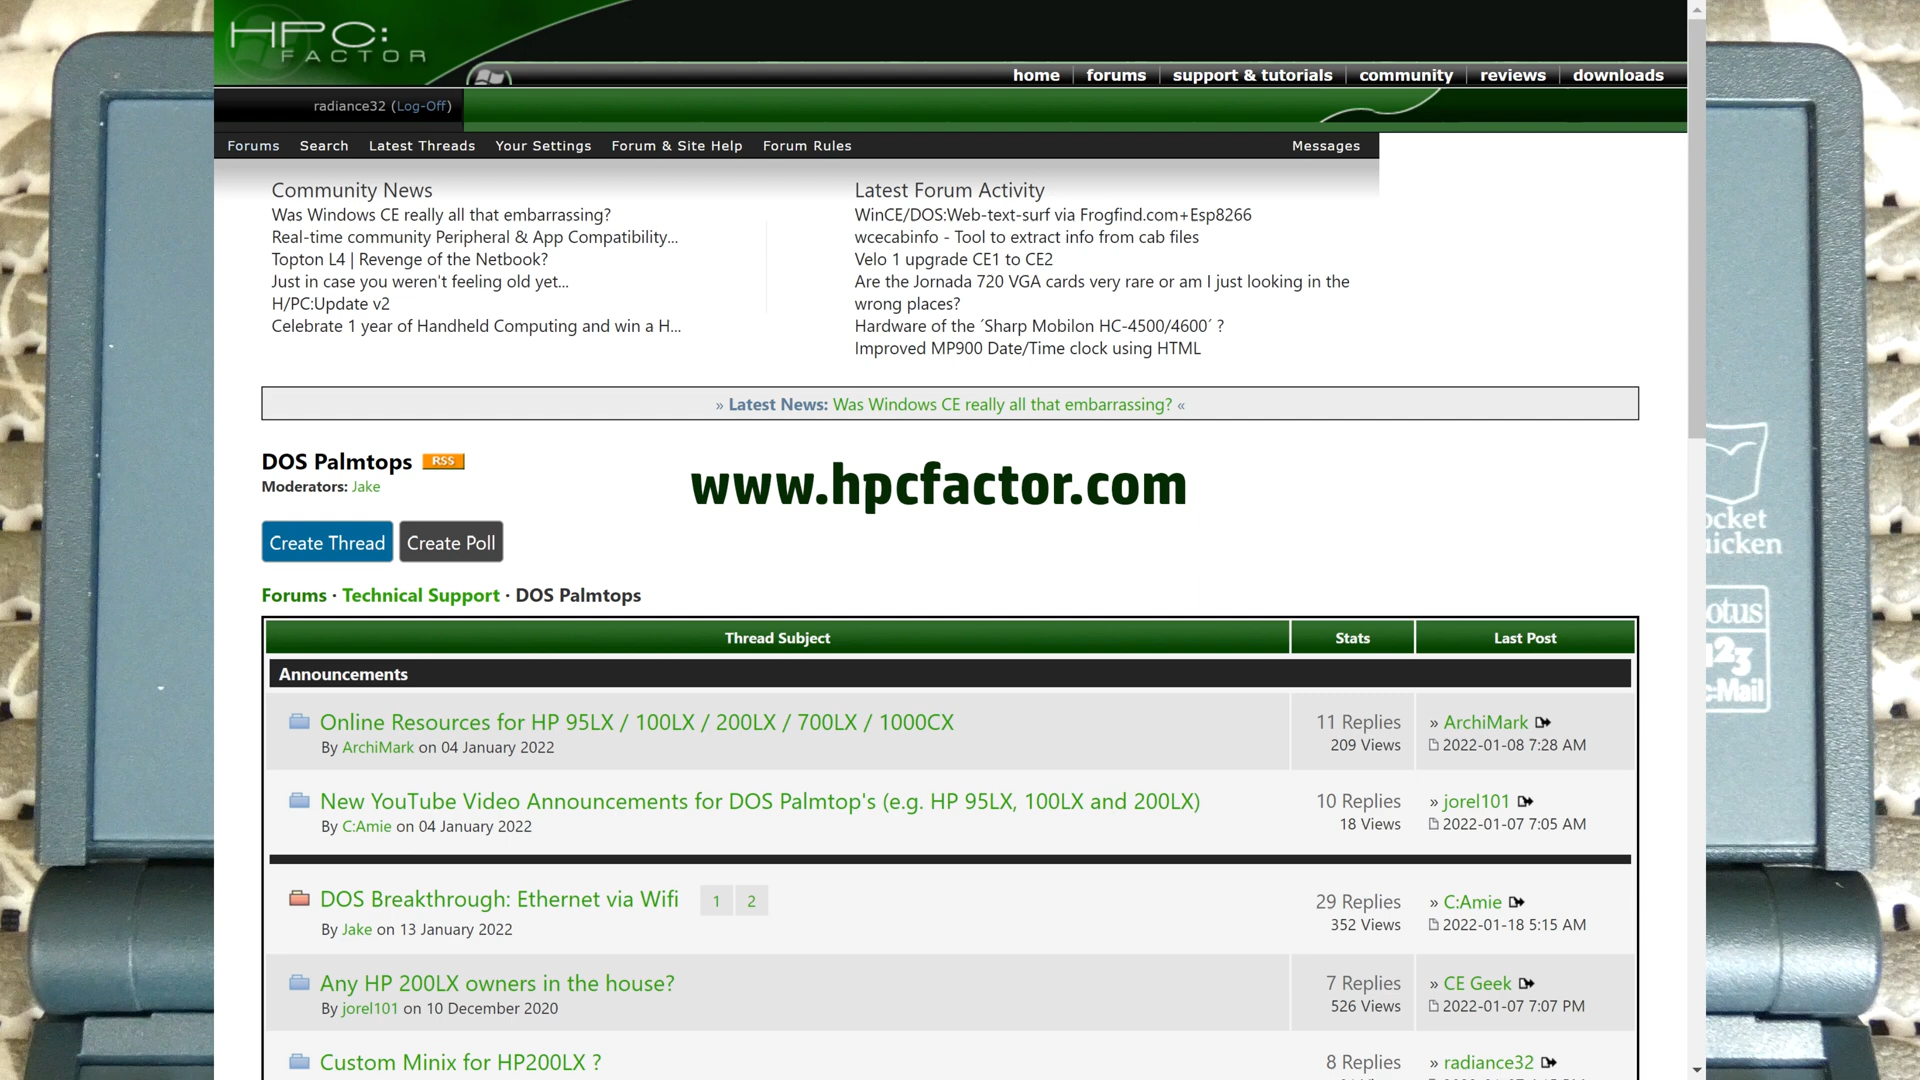 HPC:
FACTOR
home forums support & tutorials community reviews downloads
radiance32 (Log-Off)
Forums Search Latest Threads Your Settings Forum & Site Help Forum Rules Messages
Community News
Was Windows CE really all that embarrassing?
Real-time community Peripheral & App Compatibility...
Topton L4 | Revenge of the Netbook?
Just in case you weren't feeling old yet...
H/PC:Update v2
Celebrate 1 year of Handheld Computing and win a H...
Latest Forum Activity
WinCE/DOS:Web-text-surf via Frogfind.com+Esp8266
wcecabinfo - Tool to extract info from cab files
Velo 1 upgrade CE1 to CE2
Are the Jornada 720 VGA cards very rare or am I just looking in the
wrong places?
Hardware of the ´Sharp Mobilon HC-4500/4600´ ?
Improved MP900 Date/Time clock using HTML
» Latest News: Was Windows CE really all that embarrassing? «
DOS Palmtops RSS
Moderators: Jake
www.hpcfactor.com
Create Thread Create Poll
Forums · Technical Support · DOS Palmtops
Thread Subject Stats Last Post
Announcements
Online Resources for HP 95LX / 100LX / 200LX / 700LX / 1000CX 11 Replies » ArchiMark
By ArchiMark on 04 January 2022 209 Views 2022-01-08 7:28 AM
New YouTube Video Announcements for DOS Palmtop's (e.g. HP 95LX, 100LX and 200LX) 10 Replies » jorel101
By C:Amie on 04 January 2022 18 Views 2022-01-07 7:05 AM
DOS Breakthrough: Ethernet via Wifi 1 2 29 Replies » C:Amie
By Jake on 13 January 2022 352 Views 2022-01-18 5:15 AM
Any HP 200LX owners in the house? 7 Replies » CE Geek
By jorel101 on 10 December 2020 526 Views 2022-01-07 7:07 PM
Custom Minix for HP200LX ? 8 Replies » radiance32
ocket
uicken
otus
123
c:Mail